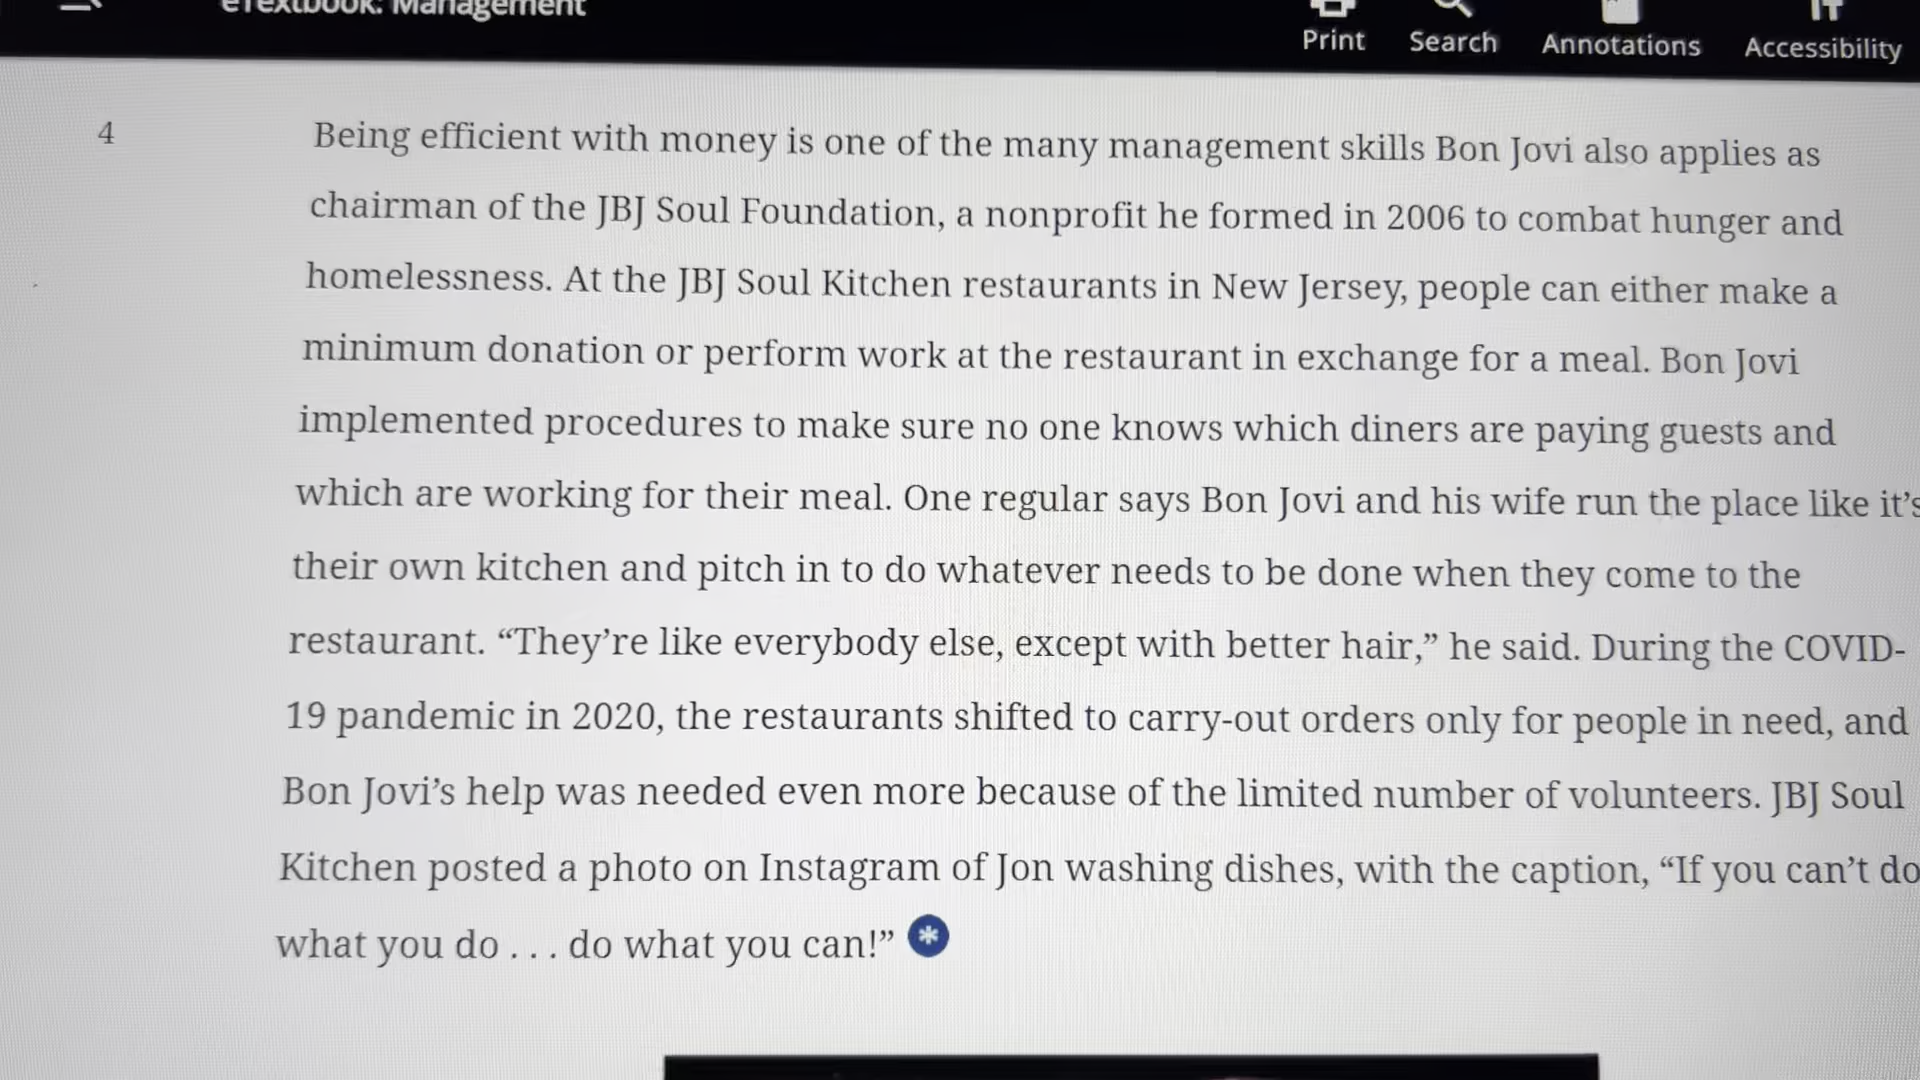 eTextbook: Management
Print
Search
Annotations
Accessibility
4
Being efficient with money is one of the many management skills Bon Jovi also applies as
chairman of the JBJ Soul Foundation, a nonprofit he formed in 2006 to combat hunger and
homelessness. At the JBJ Soul Kitchen restaurants in New Jersey, people can either make a
minimum donation or perform work at the restaurant in exchange for a meal. Bon Jovi
implemented procedures to make sure no one knows which diners are paying guests and
which are working for their meal. One regular says Bon Jovi and his wife run the place like it’s
their own kitchen and pitch in to do whatever needs to be done when they come to the
restaurant. “They’re like everybody else, except with better hair,” he said. During the COVID-
19 pandemic in 2020, the restaurants shifted to carry-out orders only for people in need, and
Bon Jovi’s help was needed even more because of the limited number of volunteers. JBJ Soul
Kitchen posted a photo on Instagram of Jon washing dishes, with the caption, “If you can’t do
what you do . . . do what you can!” *